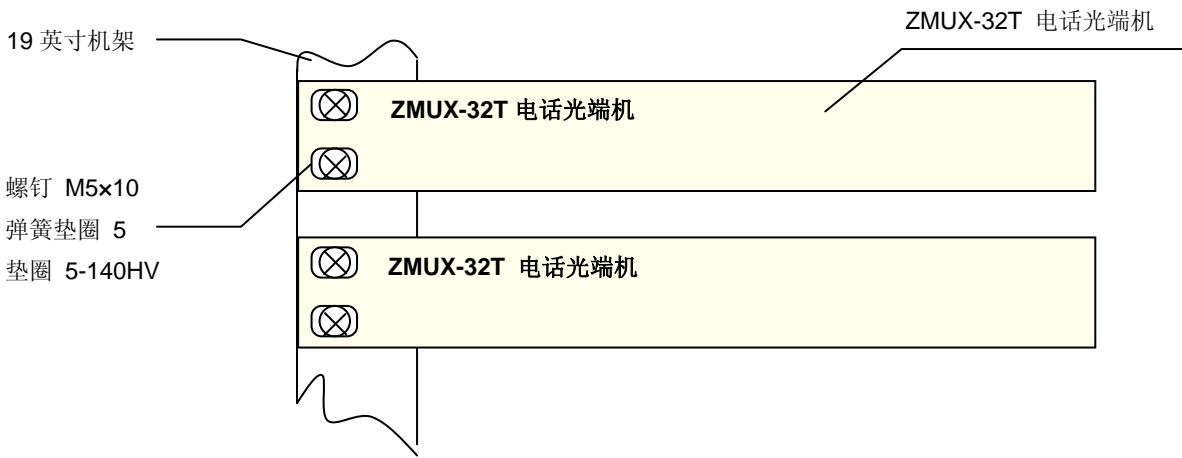 ZMUX-32T 电话光端机
19 英寸机架
ZMUX-32T 电话光端机
螺钉 M5×10
弹簧垫圈 5
垫圈 5-140HV
ZMUX-32T 电话光端机